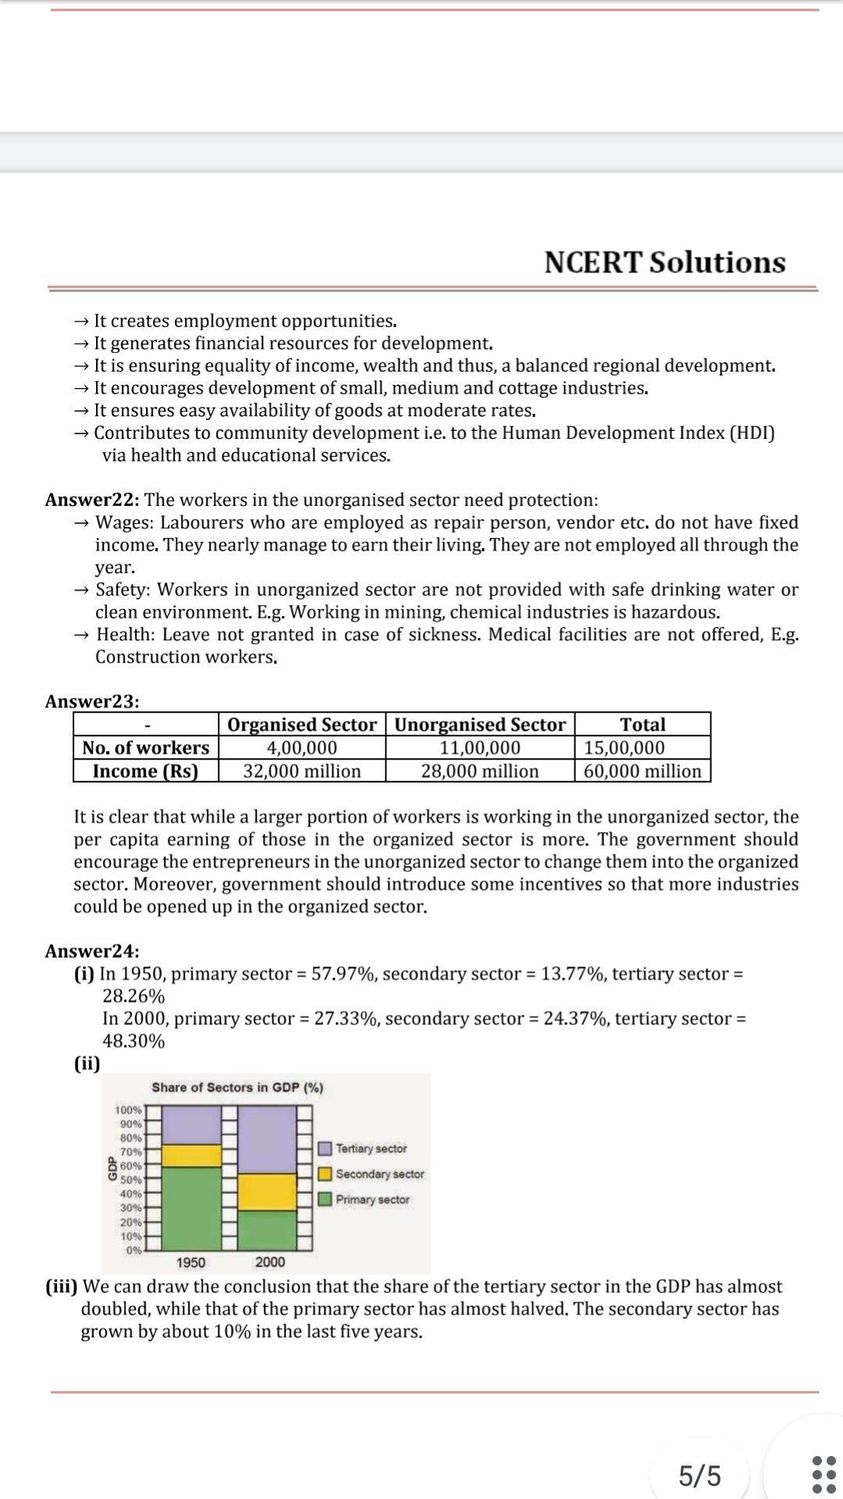 NCERT Solutions
→ It creates employment opportunities.
→ It generates financial resources for development.
→ It is ensuring equality of income, wealth and thus, a balanced regional development.
→ It encourages development of small, medium and cottage industries.
→ It ensures easy availability of goods at moderate rates.
→ Contributes to community development i.e. to the Human Development Index (HDI)
via health and educational services.
Answer22: The workers in the unorganised sector need protection:
→ Wages: Labourers who are employed as repair person, vendor etc. do not have fixed
income. They nearly manage to earn their living. They are not employed all through the
year.
→ Safety: Workers in unorganized sector are not provided with safe drinking water or
clean environment. E.g. Working in mining, chemical industries is hazardous.
→ Health: Leave not granted in case of sickness. Medical facilities are not offered, E.g.
Construction workers.
Answer23:
- Organised Sector Unorganised Sector Total
No. of workers 4,00,000 11,00,000 15,00,000
Income (Rs) 32,000 million 28,000 million 60,000 million
It is clear that while a larger portion of workers is working in the unorganized sector, the
per capita earning of those in the organized sector is more. The government should
encourage the entrepreneurs in the unorganized sector to change them into the organized
sector. Moreover, government should introduce some incentives so that more industries
could be opened up in the organized sector.
Answer24:
(i) In 1950, primary sector = 57.97%, secondary sector = 13.77%, tertiary sector =
28.26%
In 2000, primary sector = 27.33%, secondary sector = 24.37%, tertiary sector =
48.30%
(ii)
Share of Sectors in GDP (%)
100%
90%
80%
70%
60%
50%
40%
30%
20%
10%
0%
GDP
1950 2000
Tertiary sector
Secondary sector
Primary sector
(iii) We can draw the conclusion that the share of the tertiary sector in the GDP has almost
doubled, while that of the primary sector has almost halved. The secondary sector has
grown by about 10% in the last five years.
5/5